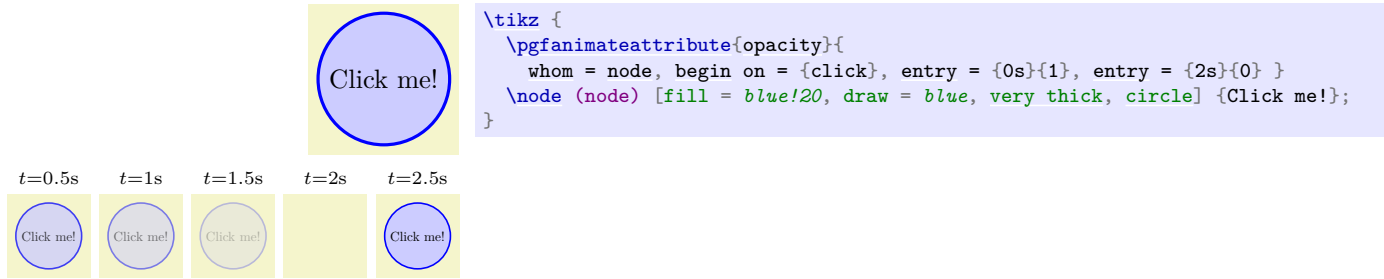 Click me!
\tikz {
\pgfanimateattribute{opacity}{
whom = node, begin on = {click}, entry = {0s}{1}, entry = {2s}{0} }
\node (node) [fill = blue!20, draw = blue, very thick, circle] {Click me!};
}
t=0.5s t=1s t=1.5s t=2s t=2.5s
Click me! Click me! Click me! Click me!